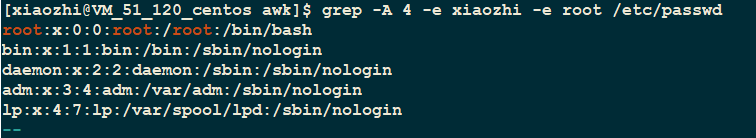 [xiaozhi@VM_51_120_centos awk]$ grep -A 4 -e xiaozhi -e root /etc/passwd
root:x:0:0:root:/root:/bin/bash
bin:x:1:1:bin:/bin:/sbin/nologin
daemon:x:2:2:daemon:/sbin:/sbin/nologin
adm:x:3:4:adm:/var/adm:/sbin/nologin
lp:x:4:7:lp:/var/spool/lpd:/sbin/nologin
--